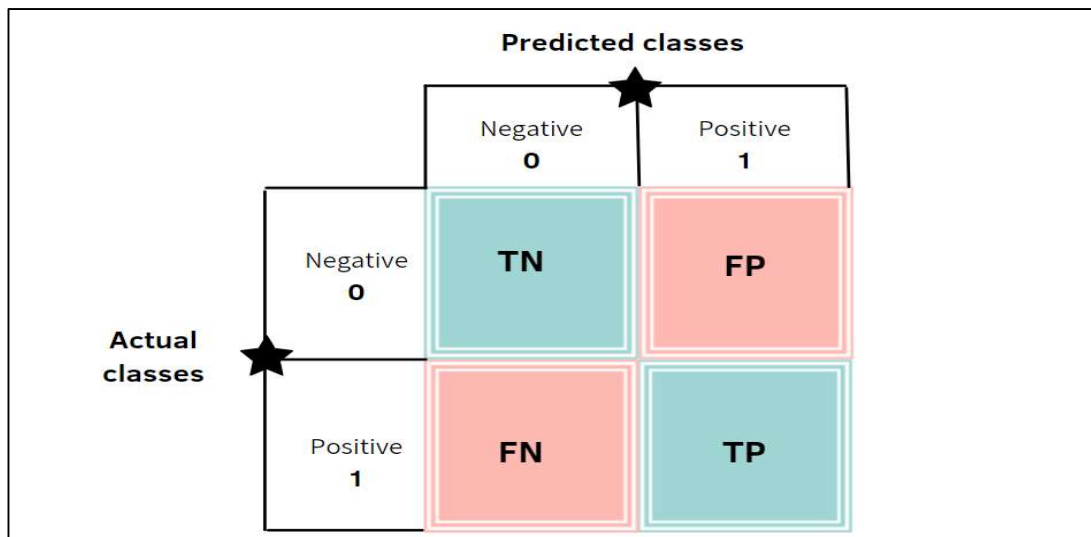 Predicted classes
Negative
0
Positive
1
Negative
0
TN
FP
Actual
classes
Positive
1
FN
TP